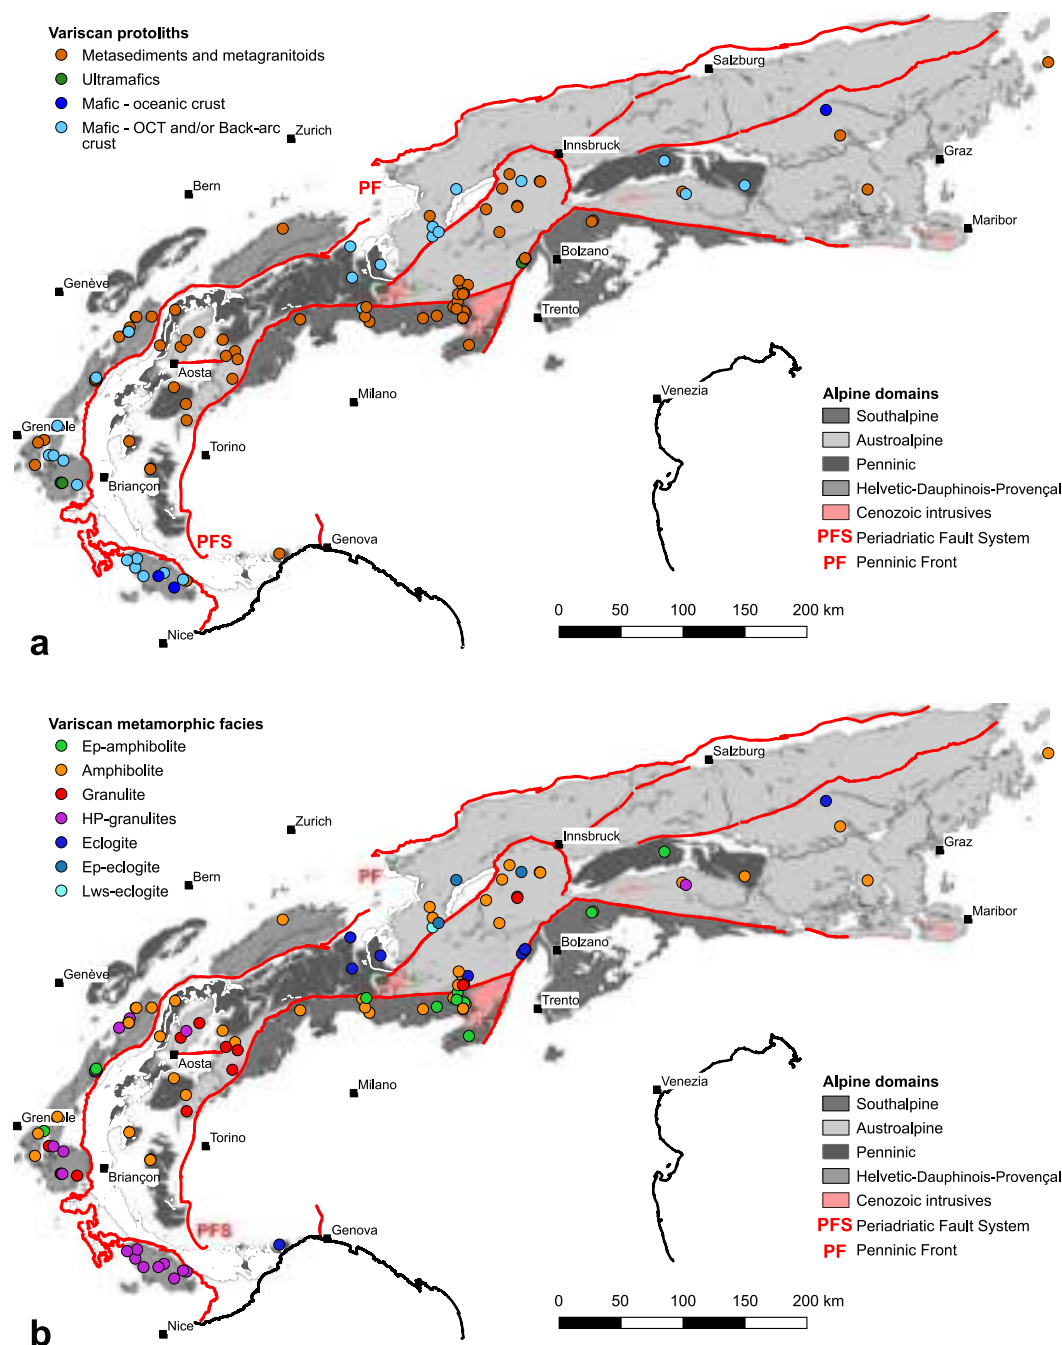 Variscan protoliths
Metasediments and metagranitoids
Ultramafics
Mafic - oceanic crust
Mafic - OCT and/or Back-arc
crust
Salzburg
Zurich
Innsbruck
Graz
PF
Bern
Maribor
Bolzano
Genève
Trento
Aosta
Milano
Venezia
Alpine domains
Southalpine
Austroalpine
Penninic
Helvetic-Dauphinois-Provençal
Cenozoic intrusives
PFS Periadriatic Fault System
PF Penninic Front
Grenoble
Torino
Briançon
PFS
Genova
0 50 100 150 200 km
Nice
a
Variscan metamorphic facies
Ep-amphibolite
Amphibolite
Granulite
HP-granulites
Eclogite
Ep-eclogite
Lws-eclogite
Salzburg
Zurich
Innsbruck
Graz
PF
Bern
Maribor
Bolzano
Genève
Trento
Aosta
Milano
Venezia
Alpine domains
Southalpine
Austroalpine
Penninic
Helvetic-Dauphinois-Provençal
Cenozoic intrusives
PFS Periadriatic Fault System
PF Penninic Front
Grenoble
Torino
Briançon
PFS
Genova
0 50 100 150 200 km
Nice
b